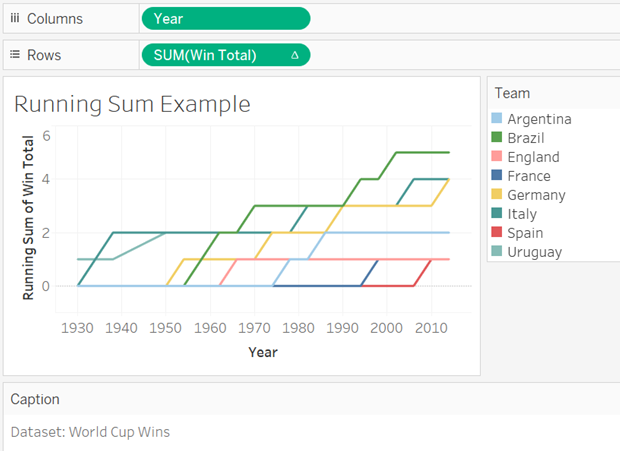 Columns
Year
Rows
SUM(Win Total) Δ
Running Sum Example
Running Sum of Win Total
6
4
2
0
1930 1940 1950 1960 1970 1980 1990 2000 2010
Year
Team
Argentina
Brazil
England
France
Germany
Italy
Spain
Uruguay
Caption
Dataset: World Cup Wins